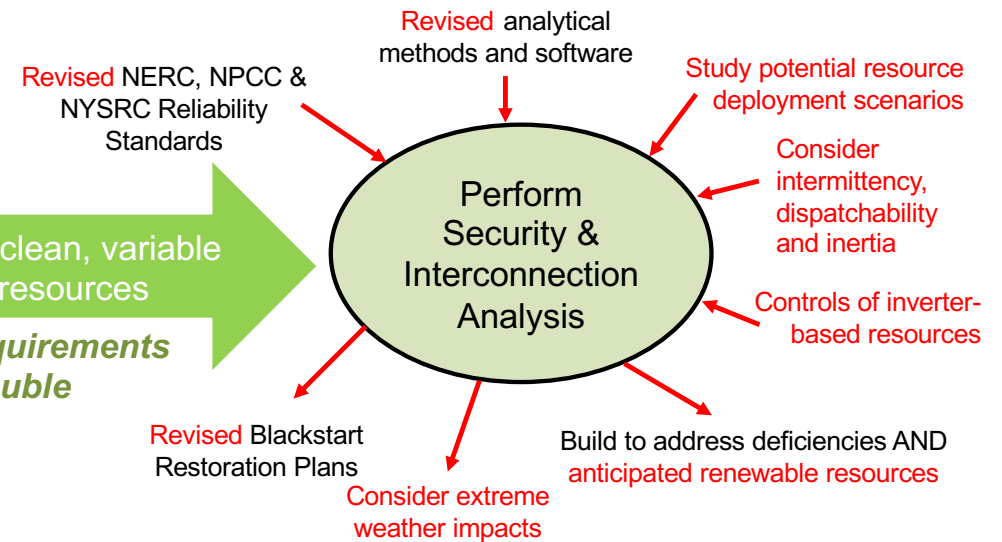 Revised analytical
methods and software
Revised NERC, NPCC &
NYSRC Reliability
Standards
Study potential resource
deployment scenarios
Consider
intermittency,
dispatchability
and inertia
Perform
Security &
Interconnection
Analysis
clean, variable
resources
Controls of inverter-
based resources
quirements
uble
Revised Blackstart
Restoration Plans
Consider extreme
weather impacts
Build to address deficiencies AND
anticipated renewable resources